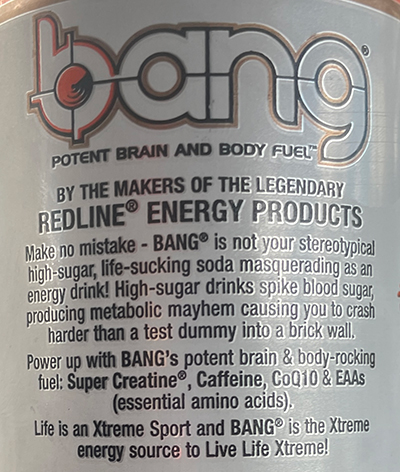 bang®
POTENT BRAIN AND BODY FUEL™
BY THE MAKERS OF THE LEGENDARY
REDLINE® ENERGY PRODUCTS
Make no mistake - BANG® is not your stereotypical
high-sugar, life-sucking soda masquerading as an
energy drink! High-sugar drinks spike blood sugar,
producing metabolic mayhem causing you to crash
harder than a test dummy into a brick wall.
Power up with BANG's potent brain & body-rocking
fuel: Super Creatine®, Caffeine, CoQ10 & EAAs
(essential amino acids).
Life is an Xtreme Sport and BANG® is the Xtreme
energy source to Live Life Xtreme!